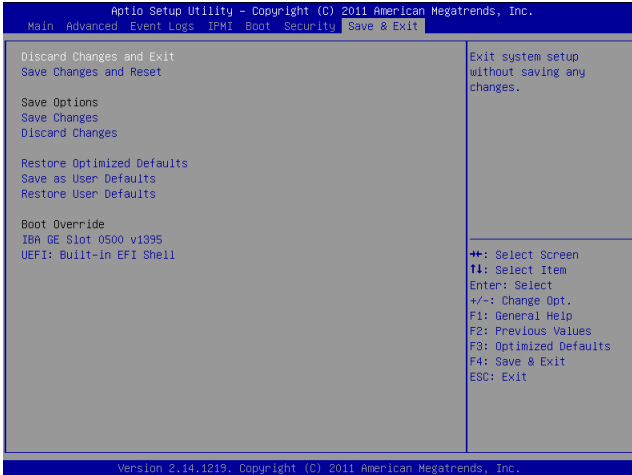 Aptio Setup Utility – Copyright (C) 2011 American Megatrends, Inc.
Main Advanced Event Logs IPMI Boot Security Save & Exit
Discard Changes and Exit
Save Changes and Reset
Save Options
Save Changes
Discard Changes
Restore Optimized Defaults
Save as User Defaults
Restore User Defaults
Boot Override
IBA GE Slot 0500 v1395
UEFI: Built-in EFI Shell
Exit system setup
without saving any
changes.
→←: Select Screen
↑↓: Select Item
Enter: Select
+/-: Change Opt.
F1: General Help
F2: Previous Values
F3: Optimized Defaults
F4: Save & Exit
ESC: Exit
Version 2.14.1219. Copyright (C) 2011 American Megatrends, Inc.